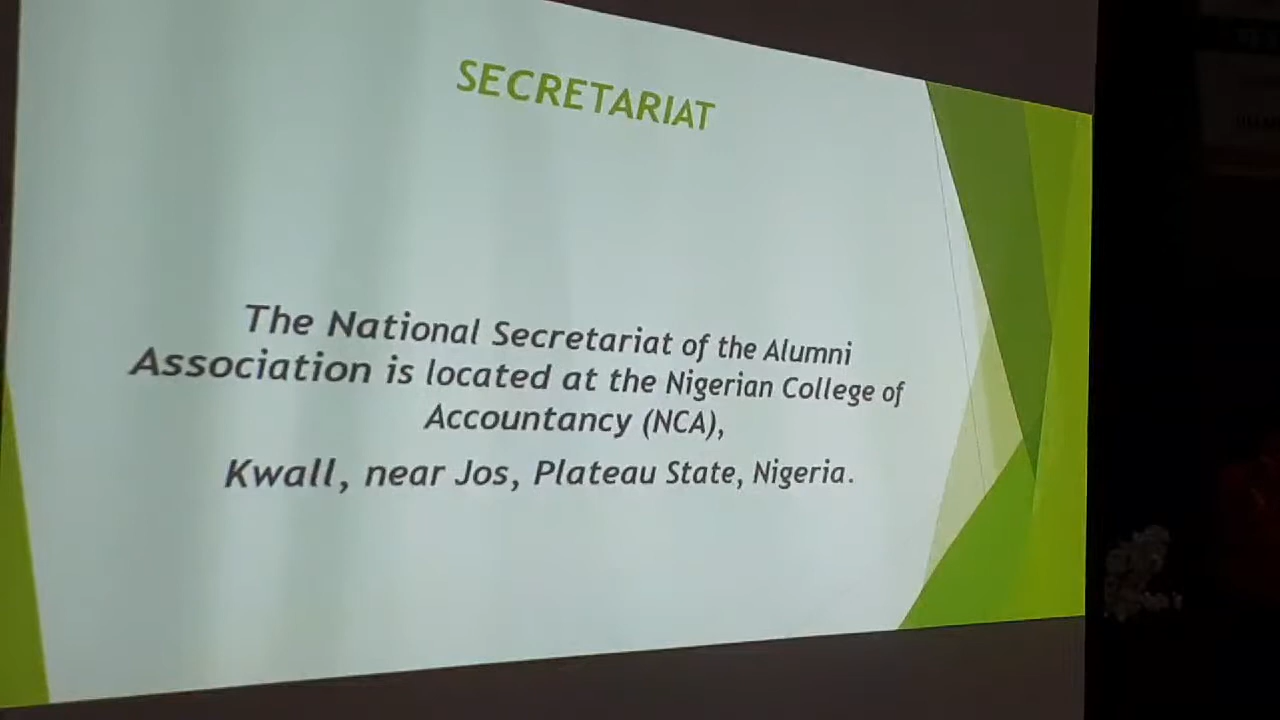 SECRETARIAT
The National Secretariat of the Alumni
Association is located at the Nigerian College of
Accountancy (NCA),
Kwall, near Jos, Plateau State, Nigeria.